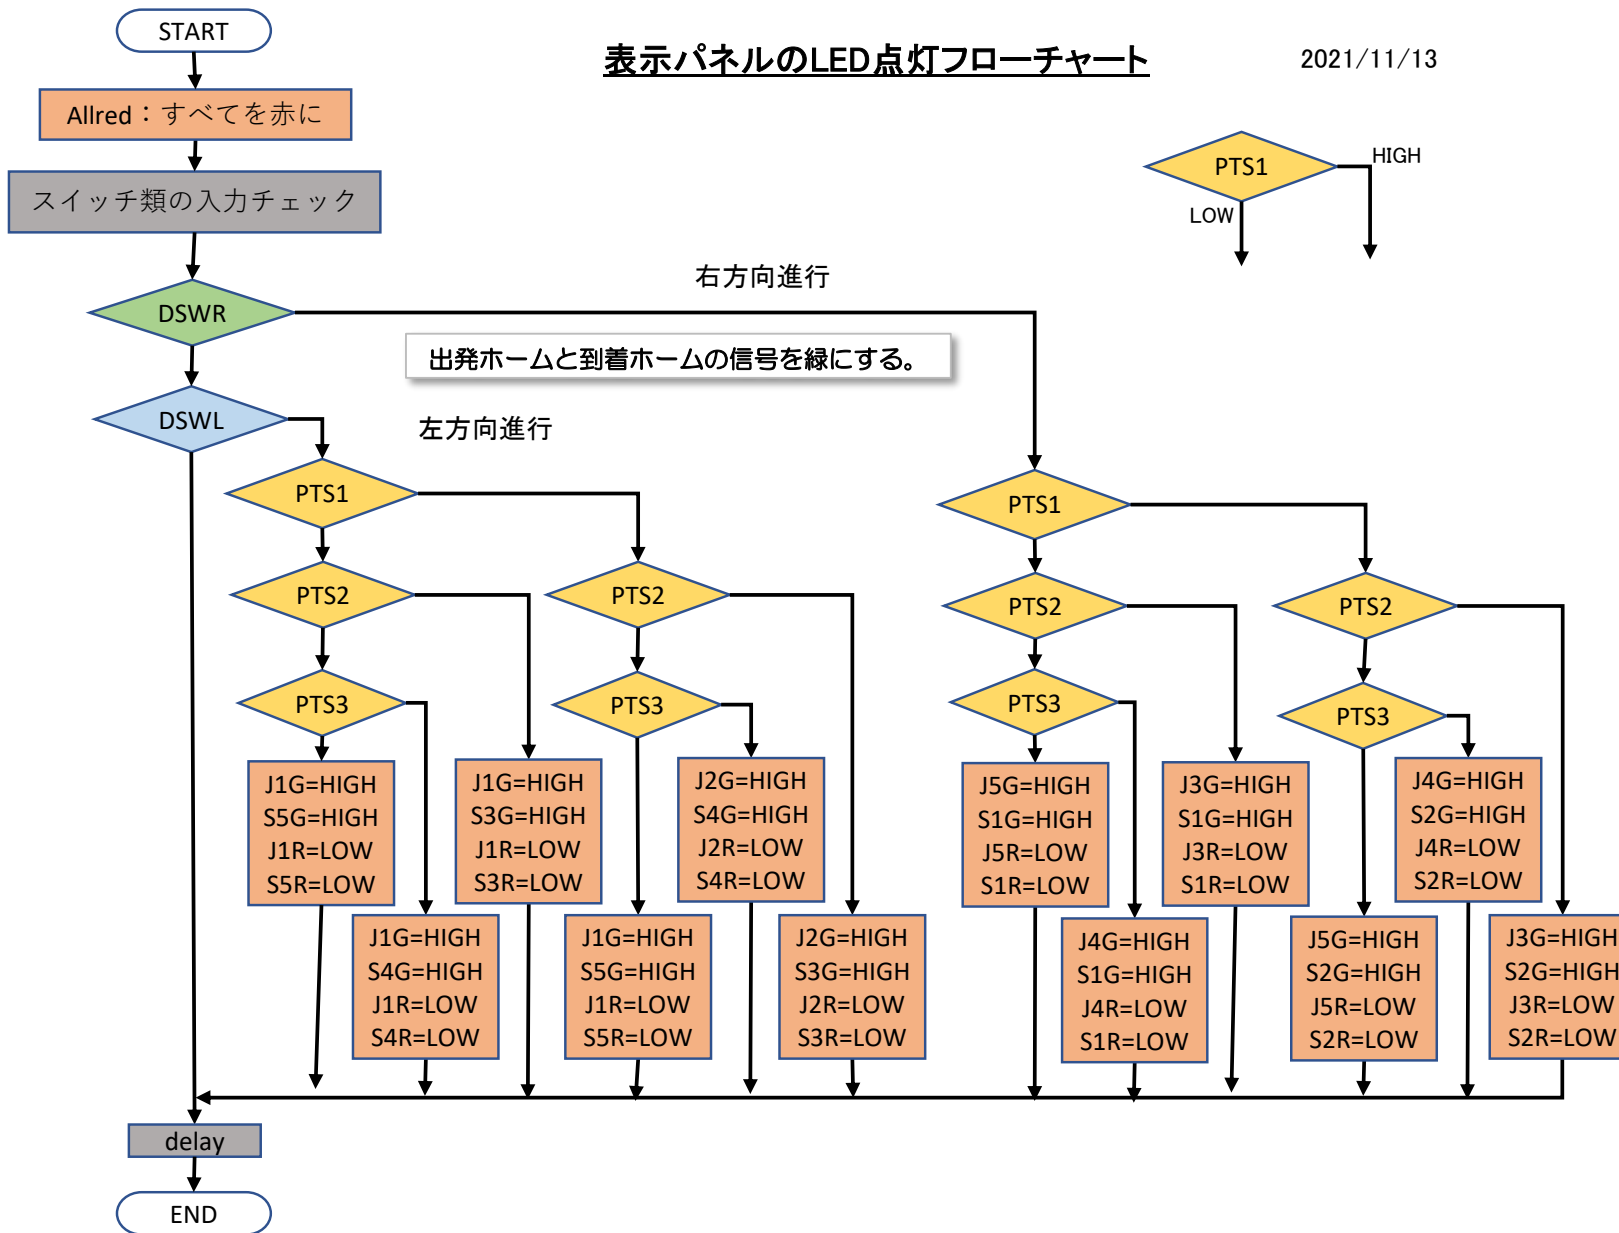 START
表示パネルのLED点灯フローチャート
2021/11/13
Allred：すべてを赤に
スイッチ類の入力チェック
PTS1
HIGH
LOW
DSWR
右方向進行
出発ホームと到着ホームの信号を緑にする。
DSWL
左方向進行
PTS1
PTS1
PTS2
PTS2
PTS2
PTS2
PTS3
PTS3
PTS3
PTS3
J1G=HIGH
S5G=HIGH
J1R=LOW
S5R=LOW
J1G=HIGH
S3G=HIGH
J1R=LOW
S3R=LOW
J2G=HIGH
S4G=HIGH
J2R=LOW
S4R=LOW
J5G=HIGH
S1G=HIGH
J5R=LOW
S1R=LOW
J3G=HIGH
S1G=HIGH
J3R=LOW
S1R=LOW
J4G=HIGH
S2G=HIGH
J4R=LOW
S2R=LOW
J1G=HIGH
S4G=HIGH
J1R=LOW
S4R=LOW
J1G=HIGH
S5G=HIGH
J1R=LOW
S5R=LOW
J2G=HIGH
S3G=HIGH
J2R=LOW
S3R=LOW
J4G=HIGH
S1G=HIGH
J4R=LOW
S1R=LOW
J5G=HIGH
S2G=HIGH
J5R=LOW
S2R=LOW
J3G=HIGH
S2G=HIGH
J3R=LOW
S2R=LOW
delay
END